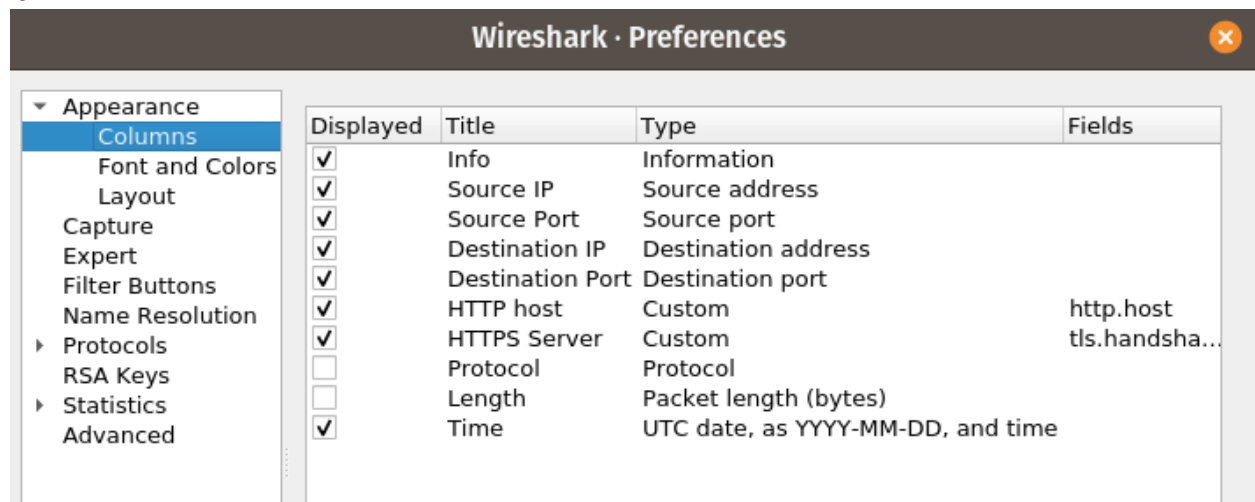 Wireshark · Preferences
Appearance
Columns
Font and Colors
Layout
Capture
Expert
Filter Buttons
Name Resolution
Protocols
RSA Keys
Statistics
Advanced
Displayed Title Type Fields
Info Information
Source IP Source address
Source Port Source port
Destination IP Destination address
Destination Port Destination port
HTTP host Custom http.host
HTTPS Server Custom tls.handsha...
Protocol Protocol
Length Packet length (bytes)
Time UTC date, as YYYY-MM-DD, and time